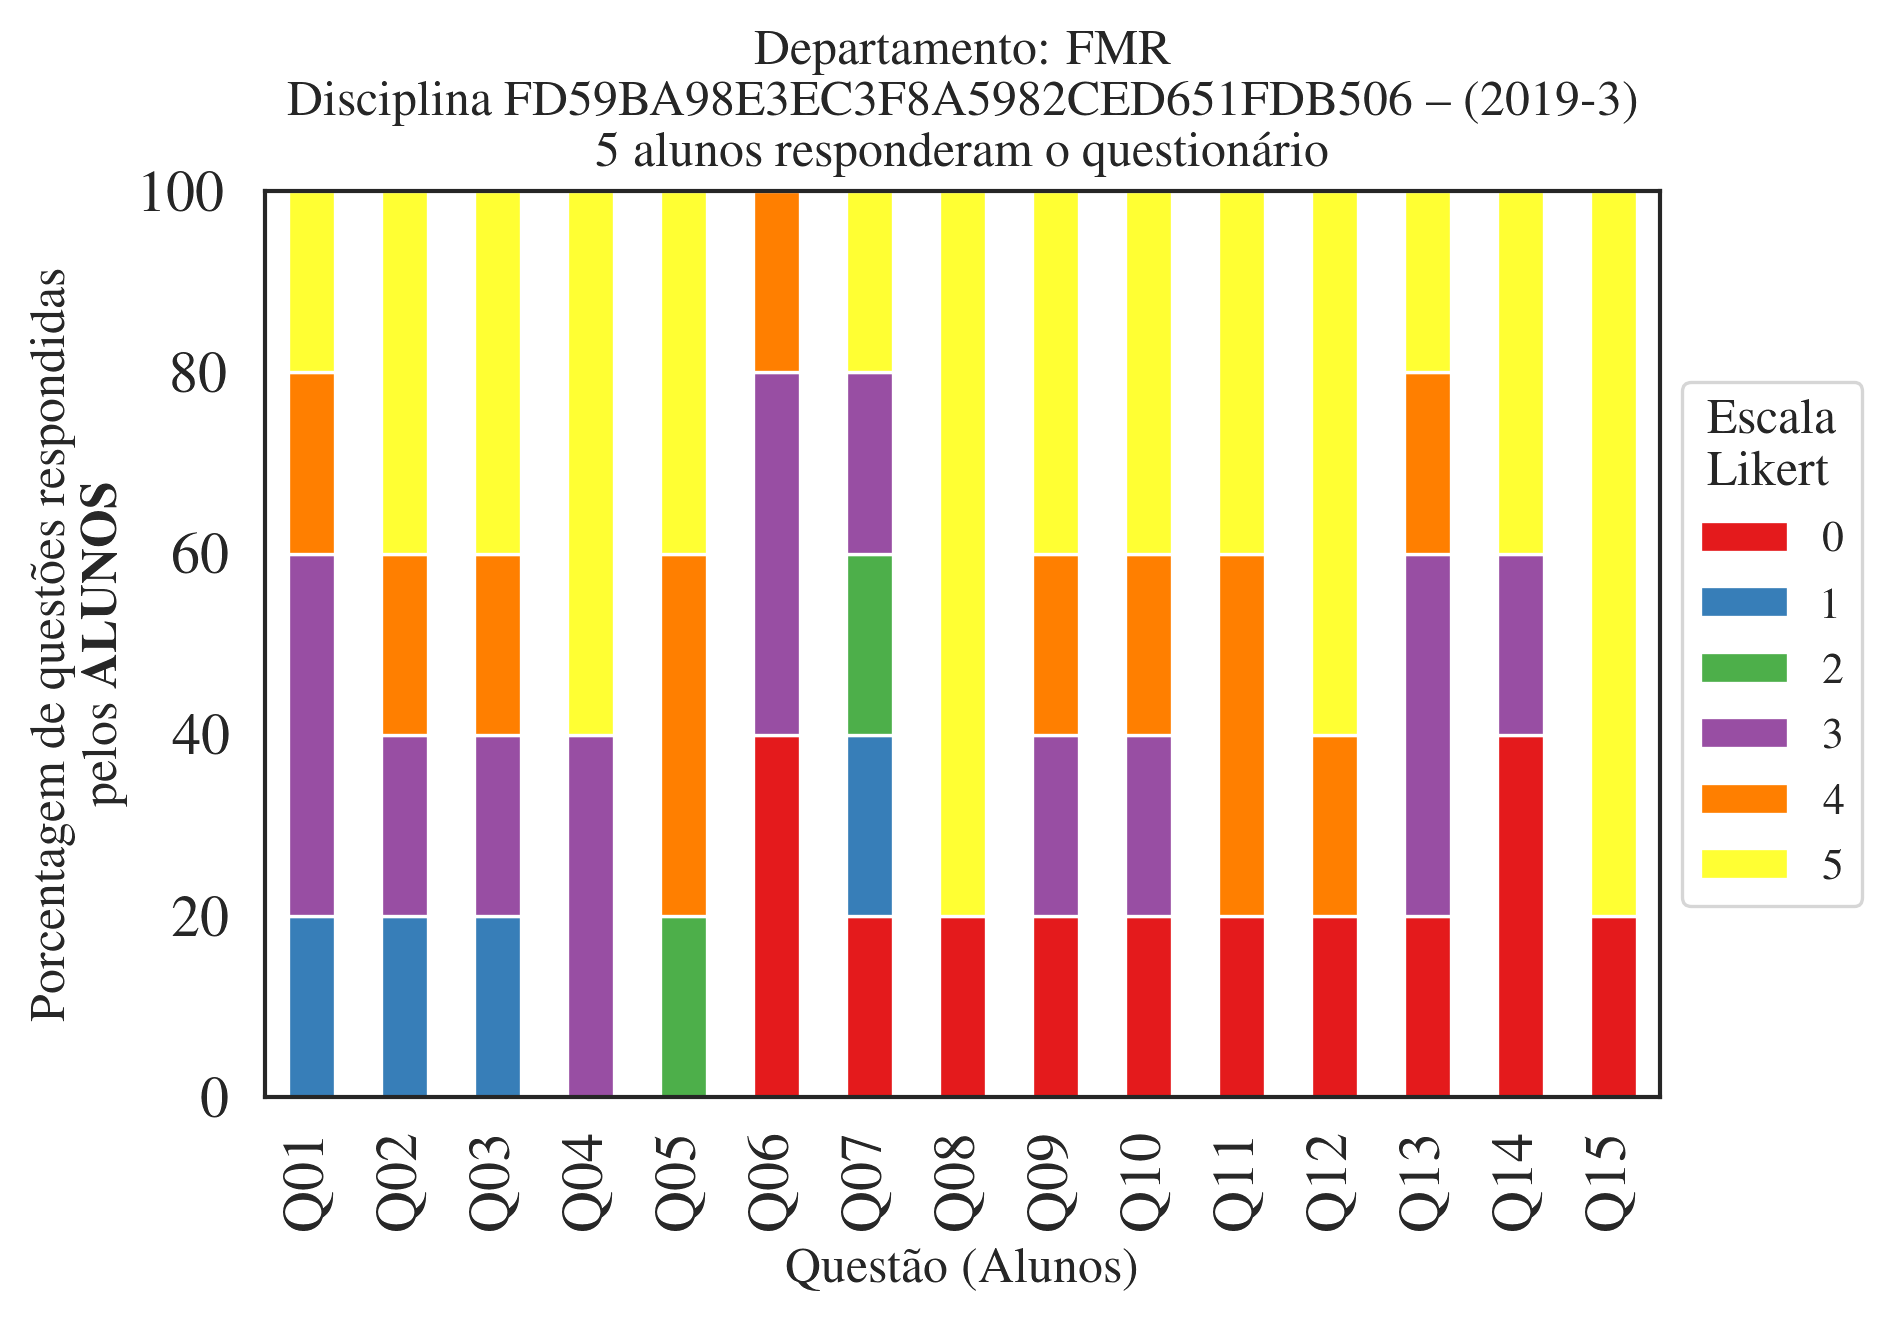 Departamento: FMR
Disciplina FD59BA98E3EC3F8A5982CED651FDB506 – (2019-3)
5 alunos responderam o questionário
Porcentagem de questões respondidas
pelos ALUNOS
100
80
60
40
20
0
Q01
Q02
Q03
Q04
Q05
Q06
Q07
Q08
Q09
Q10
Q11
Q12
Q13
Q14
Q15
Questão (Alunos)
Escala
Likert
0
1
2
3
4
5